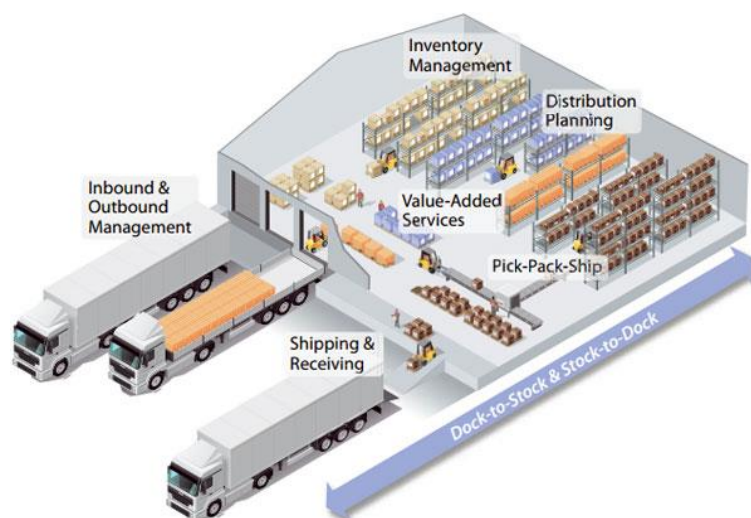 Inventory
Management
Distribution
Planning
Inbound &
Outbound
Management
Value-Added
Services
Pick-Pack-Ship
Shipping &
Receiving
Dock-to-Stock & Stock-to-Dock